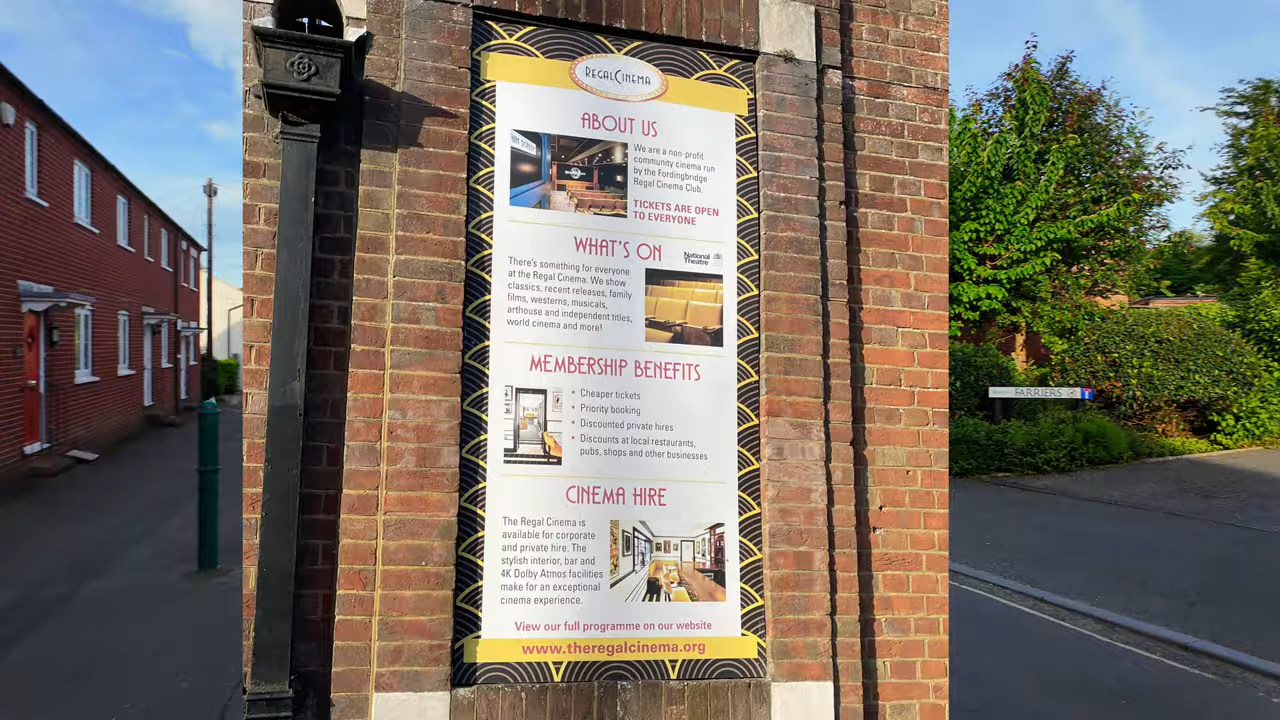 REGALCINEMA
ABOUT US
We are a non-profit
community cinema run
by the Fordingbridge
Regal Cinema Club.
TICKETS ARE OPEN
TO EVERYONE
WHAT'S ON
National
Theatre
There's something for everyone
at the Regal Cinema. We show
classics, recent releases, family
films, westerns, musicals,
arthouse and independent titles,
world cinema and more!
MEMBERSHIP BENEFITS
• Cheaper tickets
• Priority booking
• Discounted private hires
• Discounts at local restaurants,
pubs, shops and other businesses
CINEMA HIRE
The Regal Cinema is
available for corporate
and private hire. The
stylish interior, bar and
4K Dolby Atmos facilities
make for an exceptional
cinema experience.
View our full programme on our website
www.theregalcinema.org
FARRIERS